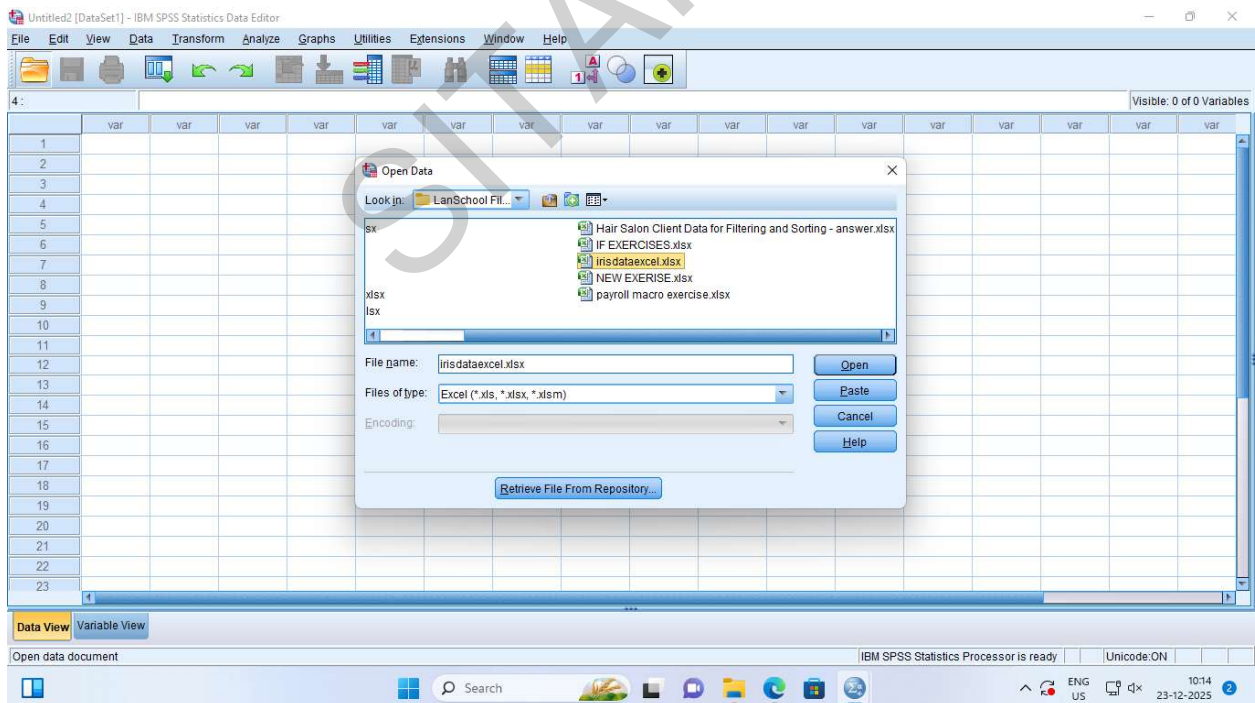 Untitled2 [DataSet1] - IBM SPSS Statistics Data Editor
File Edit View Data Transform Analyze Graphs Utilities Extensions Window Help
4 :
Visible: 0 of 0 Variables
var var var var var var var var var var var var var var var var var
1
2
3
4
5
6
7
8
9
10
11
12
13
14
15
16
17
18
19
20
21
22
23
Open Data
Look in: LanSchool Fil...
sx
xlsx
lsx
Hair Salon Client Data for Filtering and Sorting - answer.xlsx
IF EXERCISES.xlsx
irisdataexcel.xlsx
NEW EXERISE.xlsx
payroll macro exercise.xlsx
File name: irisdataexcel.xlsx Open
Files of type: Excel (*.xls, *.xlsx, *.xlsm) Paste
Encoding: Cancel
Help
Retrieve File From Repository...
Data View Variable View
Open data document IBM SPSS Statistics Processor is ready Unicode:ON
Search
ENG
US
10:14
23-12-2025
2
SITA